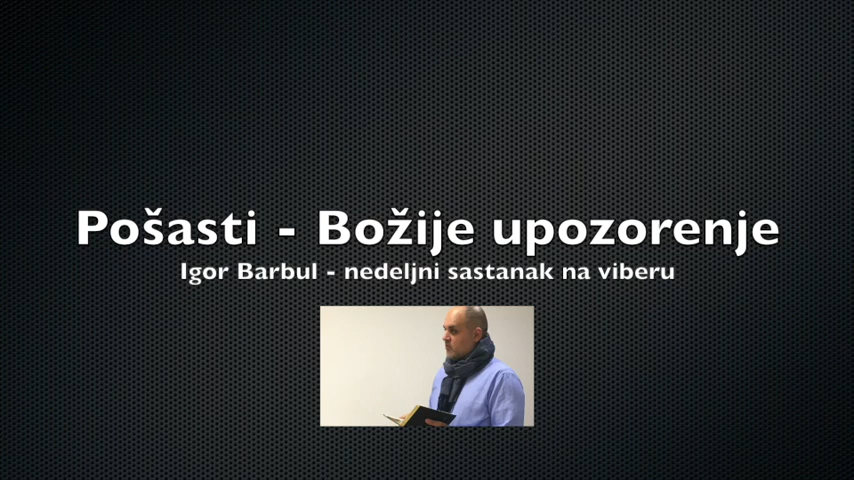 Pošasti - Božije upozorenje
Igor Barbul - nedeljni sastanak na viberu